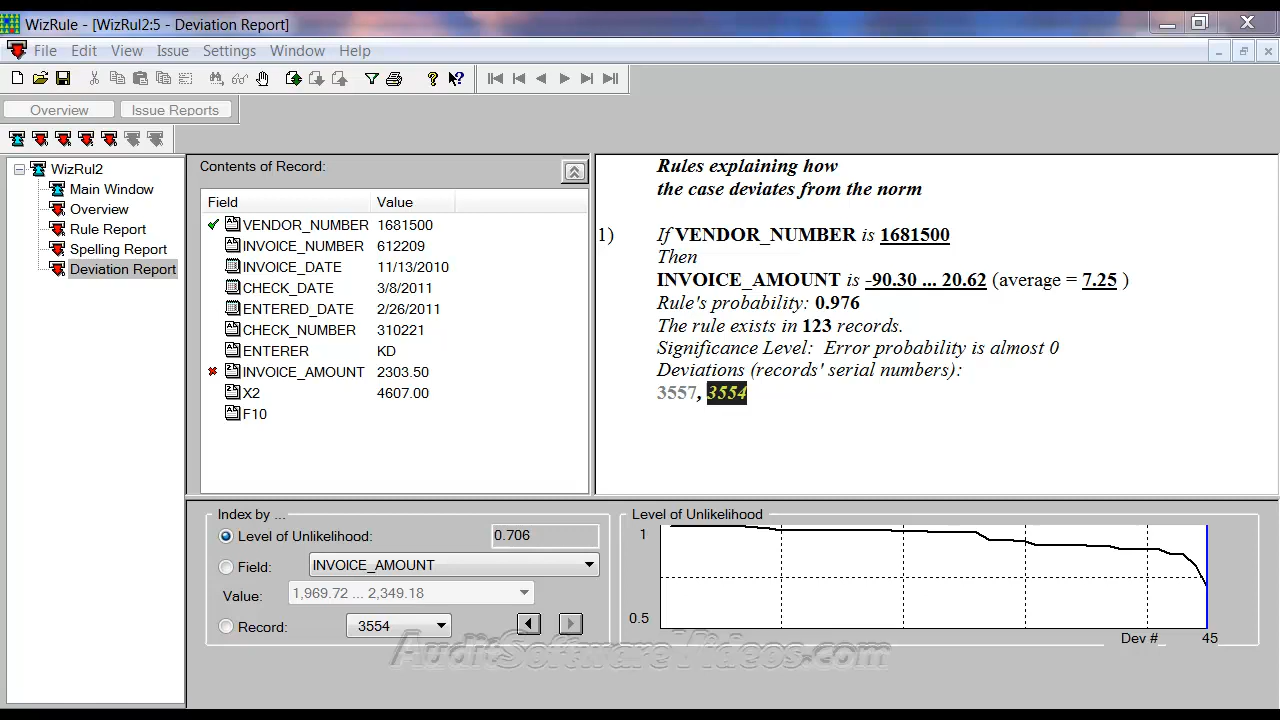 WizRule - [WizRul2:5 - Deviation Report]
File Edit View Issue Settings Window Help
Overview Issue Reports
WizRul2
Main Window
Overview
Rule Report
Spelling Report
Deviation Report
Contents of Record:
Field Value
VENDOR_NUMBER 1681500
INVOICE_NUMBER 612209
INVOICE_DATE 11/13/2010
CHECK_DATE 3/8/2011
ENTERED_DATE 2/26/2011
CHECK_NUMBER 310221
ENTERER KD
INVOICE_AMOUNT 2303.50
X2 4607.00
F10
Rules explaining how
the case deviates from the norm
1) If VENDOR_NUMBER is 1681500
Then
INVOICE_AMOUNT is -90.30 ... 20.62 (average = 7.25 )
Rule's probability: 0.976
The rule exists in 123 records.
Significance Level: Error probability is almost 0
Deviations (records' serial numbers):
3557, 3554
Index by ...
Level of Unlikelihood: 0.706
Field: INVOICE_AMOUNT
Value: 1,969.72 ... 2,349.18
Record: 3554
Level of Unlikelihood
1
0.5
Dev # 45
AuditSoftwareVideos.com